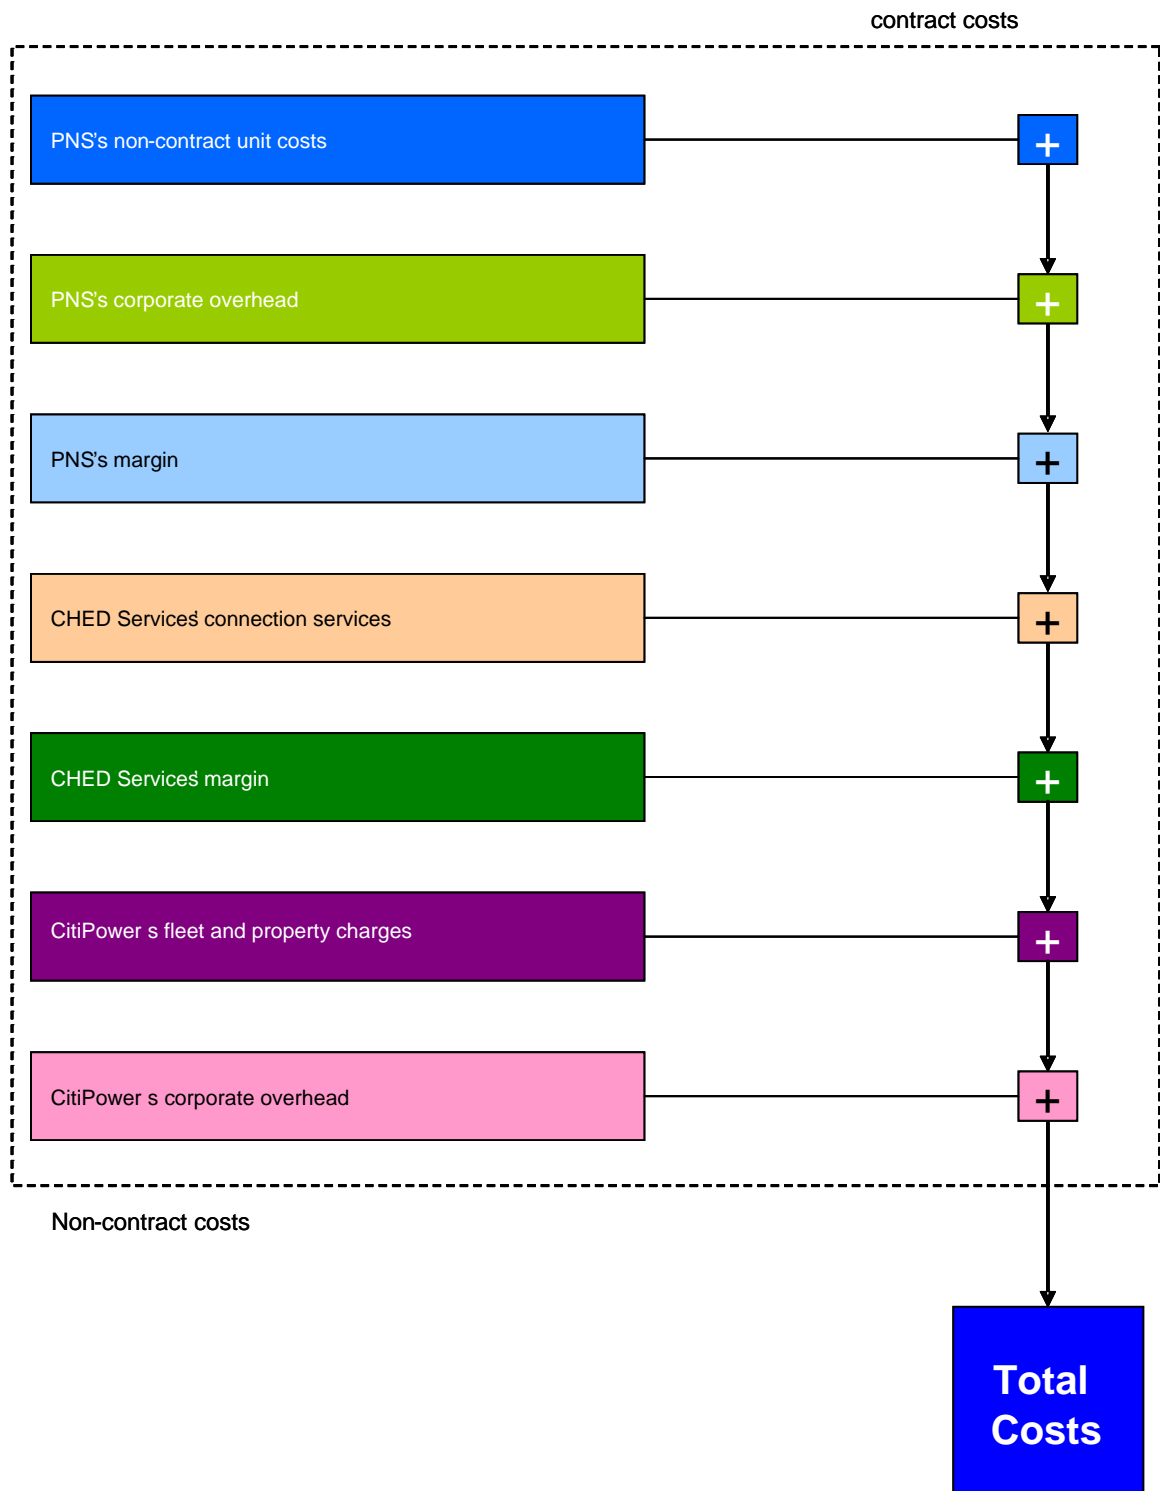 contract costs
PNS's non-contract unit costs
+
PNS's corporate overhead
+
PNS's margin
+
CHED Services' connection services
+
CHED Services' margin
+
CitiPower s fleet and property charges
+
CitiPower s corporate overhead
+
Non-contract costs
Total
Costs